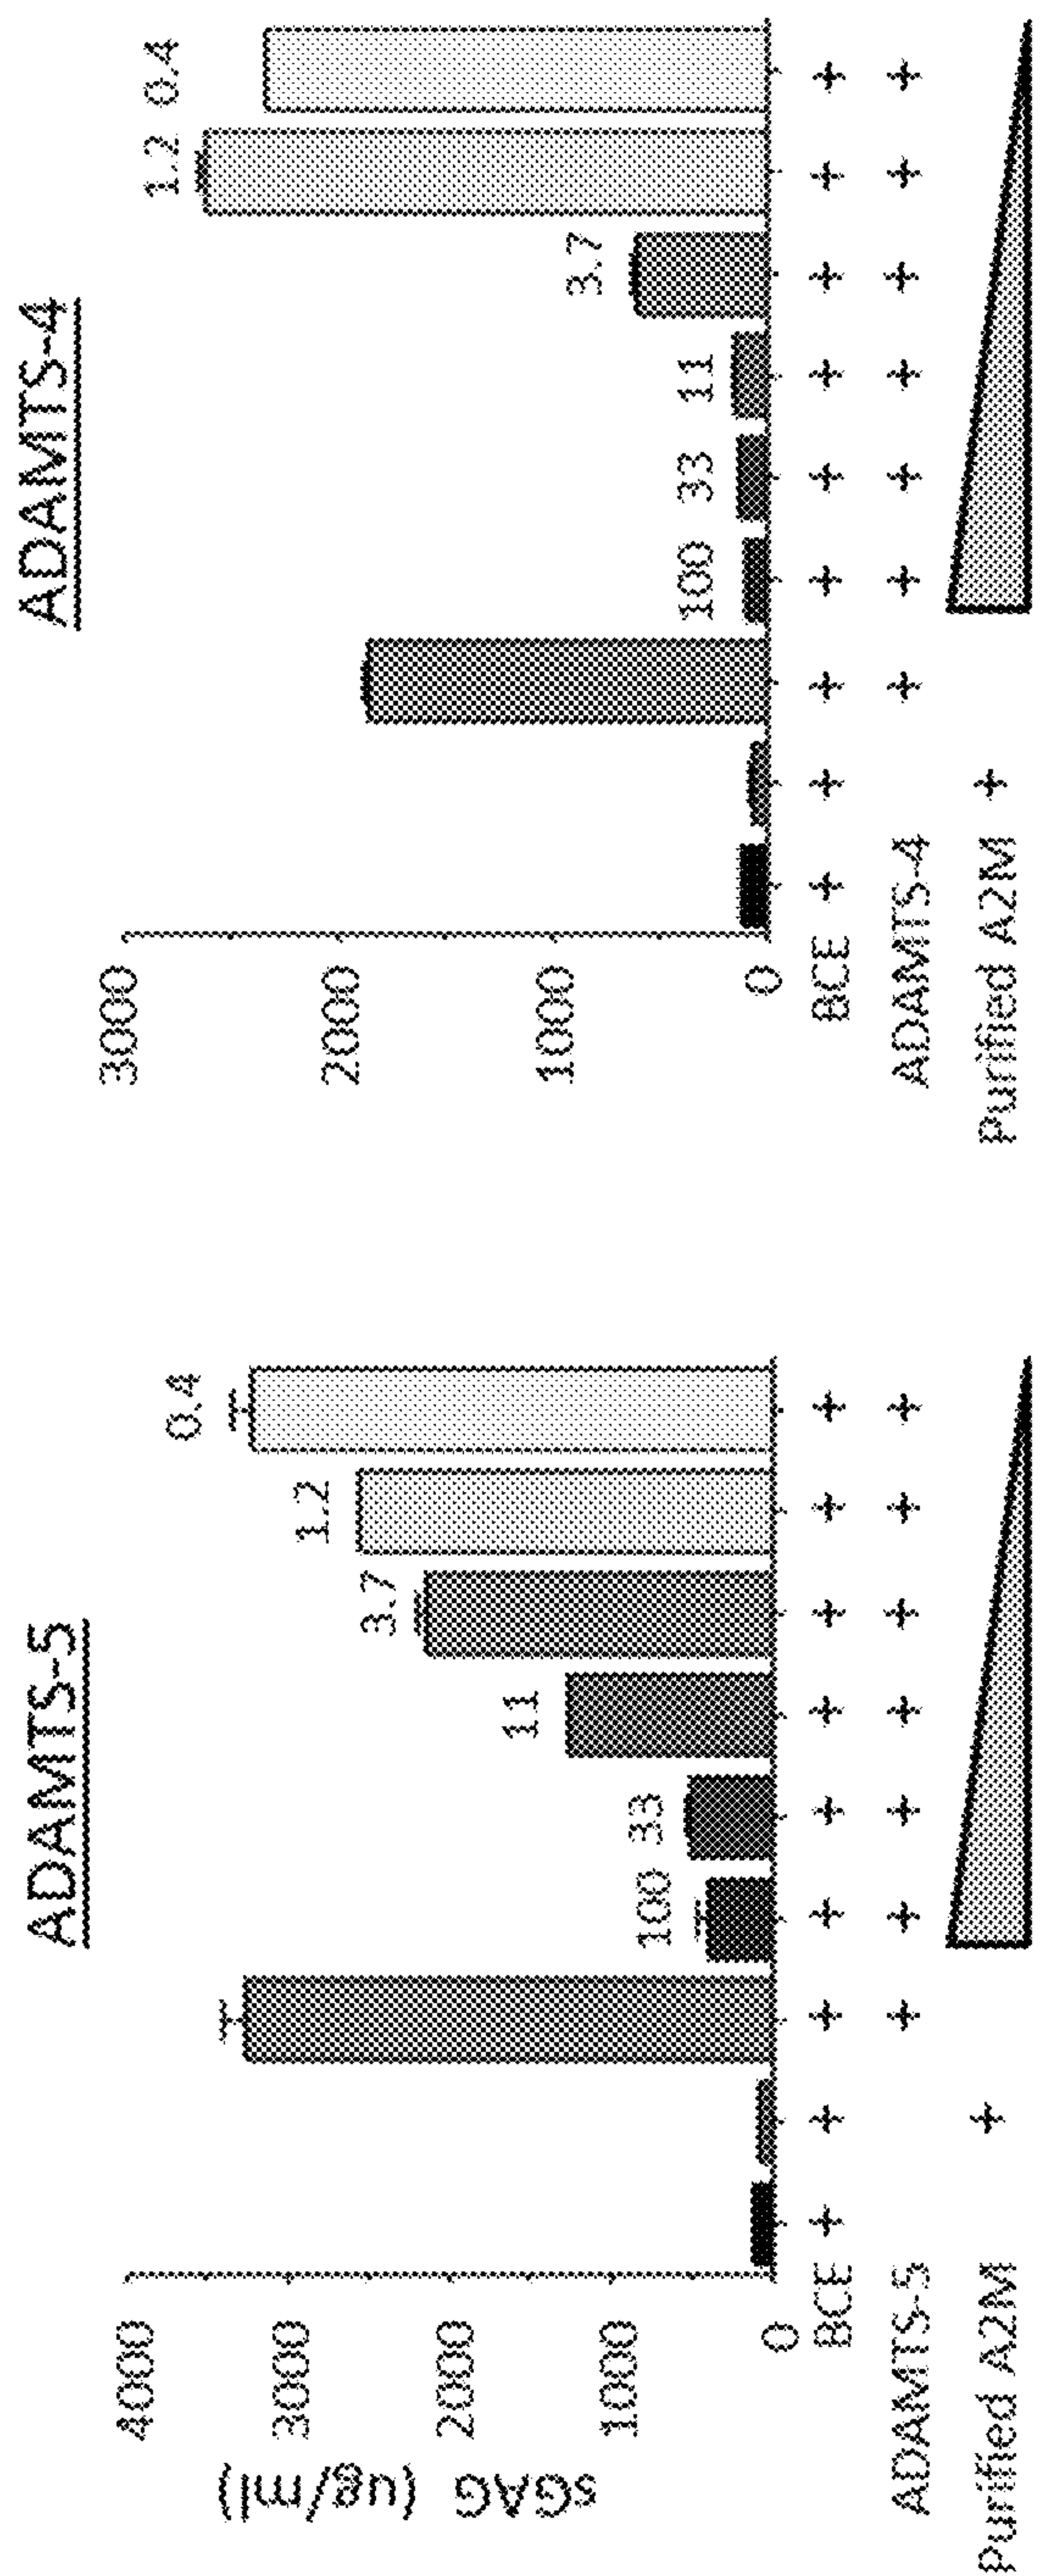 ADAMTS-5
sGAG (ug/ml)
4000
3000
2000
1000
0
100
33
11
3.7
1.2
0.4
BCE + + + + + + + + +
ADAMTS-5 + + + + + + +
Purified A2M +
ADAMTS-4
3000
2000
1000
0
100
33
11
3.7
1.2
0.4
BCE + + + + + + + + +
ADAMTS-4 + + + + + + +
Purified A2M +